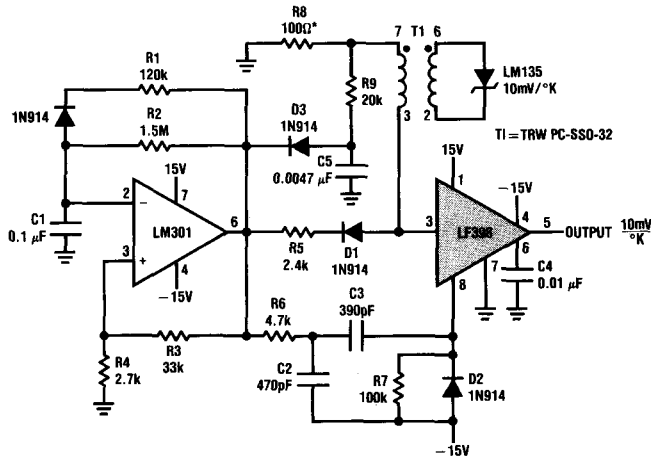 R8
100Ω*
7 T1 6
R1
120k
R9
20k
LM135
10mV/°K
1N914
R2
1.5M
D3
1N914
3
2
TI = TRW PC-SSO-32
C5
0.0047 μF
15V
15V
-15V
2
7
1
4
C1
0.1 μF
−
LM301
6
3
LF398
5
OUTPUT 10mV/°K
3
+
4
R5
2.4k
D1
1N914
7
6
-15V
8
C4
0.01 μF
R6
4.7k
C3
390pF
R4
2.7k
R3
33k
C2
470pF
R7
100k
D2
1N914
-15V